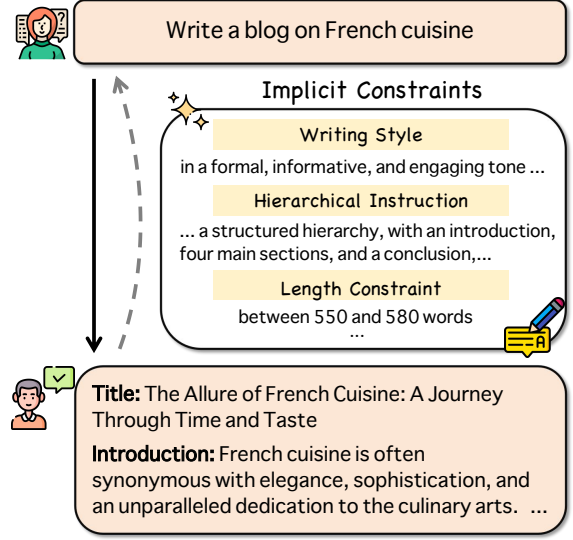 Write a blog on French cuisine
Implicit Constraints
Writing Style
in a formal, informative, and engaging tone ...
Hierarchical Instruction
... a structured hierarchy, with an introduction,
four main sections, and a conclusion,...
Length Constraint
between 550 and 580 words
...
A
Title: The Allure of French Cuisine: A Journey
Through Time and Taste
Introduction: French cuisine is often
synonymous with elegance, sophistication, and
an unparalleled dedication to the culinary arts. ...